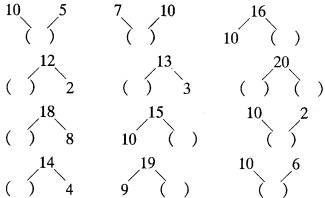 10 5 7 10 16
( ) ( ) 10 ( )
12 13 20
( ) 2 ( ) 3 ( ) ( )
18 15 10 2
( ) 8 10 ( ) ( )
14 19 10 6
( ) 4 9 ( ) ( )